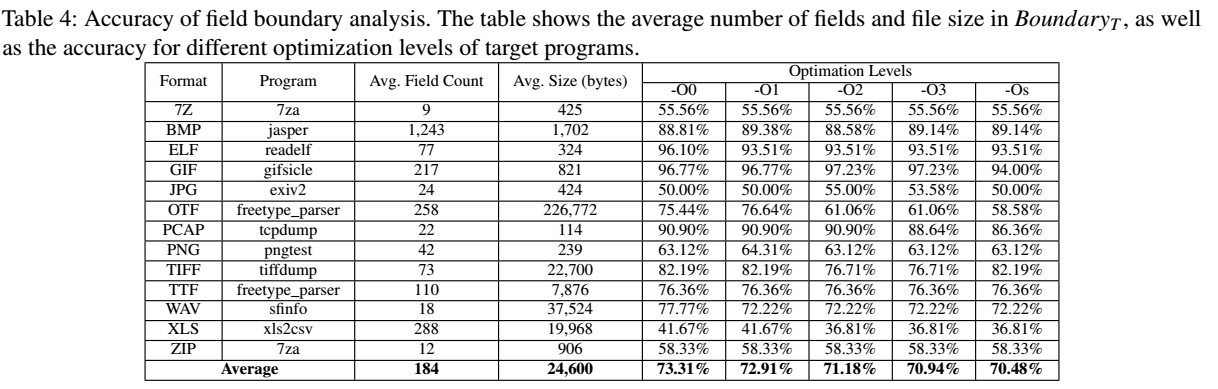 Table 4: Accuracy of field boundary analysis. The table shows the average number of fields and file size in Boundary_T, as well
as the accuracy for different optimization levels of target programs.
Format Program Avg. Field Count Avg. Size (bytes) Optimation Levels
-O0 -O1 -O2 -O3 -Os
7Z 7za 9 425 55.56% 55.56% 55.56% 55.56% 55.56%
BMP jasper 1,243 1,702 88.81% 89.38% 88.58% 89.14% 89.14%
ELF readelf 77 324 96.10% 93.51% 93.51% 93.51% 93.51%
GIF gifsicle 217 821 96.77% 96.77% 97.23% 97.23% 94.00%
JPG exiv2 24 424 50.00% 50.00% 55.00% 53.58% 50.00%
OTF freetype_parser 258 226,772 75.44% 76.64% 61.06% 61.06% 58.58%
PCAP tcpdump 22 114 90.90% 90.90% 90.90% 88.64% 86.36%
PNG pngtest 42 239 63.12% 64.31% 63.12% 63.12% 63.12%
TIFF tiffdump 73 22,700 82.19% 82.19% 76.71% 76.71% 82.19%
TTF freetype_parser 110 7,876 76.36% 76.36% 76.36% 76.36% 76.36%
WAV sfinfo 18 37,524 77.77% 72.22% 72.22% 72.22% 72.22%
XLS xls2csv 288 19,968 41.67% 41.67% 36.81% 36.81% 36.81%
ZIP 7za 12 906 58.33% 58.33% 58.33% 58.33% 58.33%
Average 184 24,600 73.31% 72.91% 71.18% 70.94% 70.48%